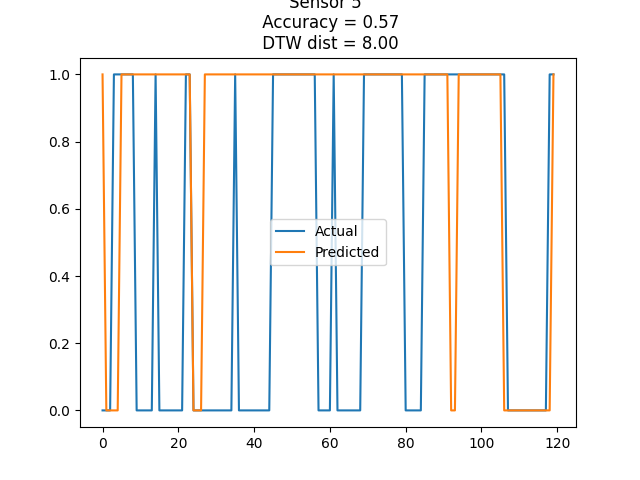 Sensor 5
Accuracy = 0.57
DTW dist = 8.00
1.0
0.8
0.6
0.4
0.2
0.0
Actual
Predicted
0 20 40 60 80 100 120